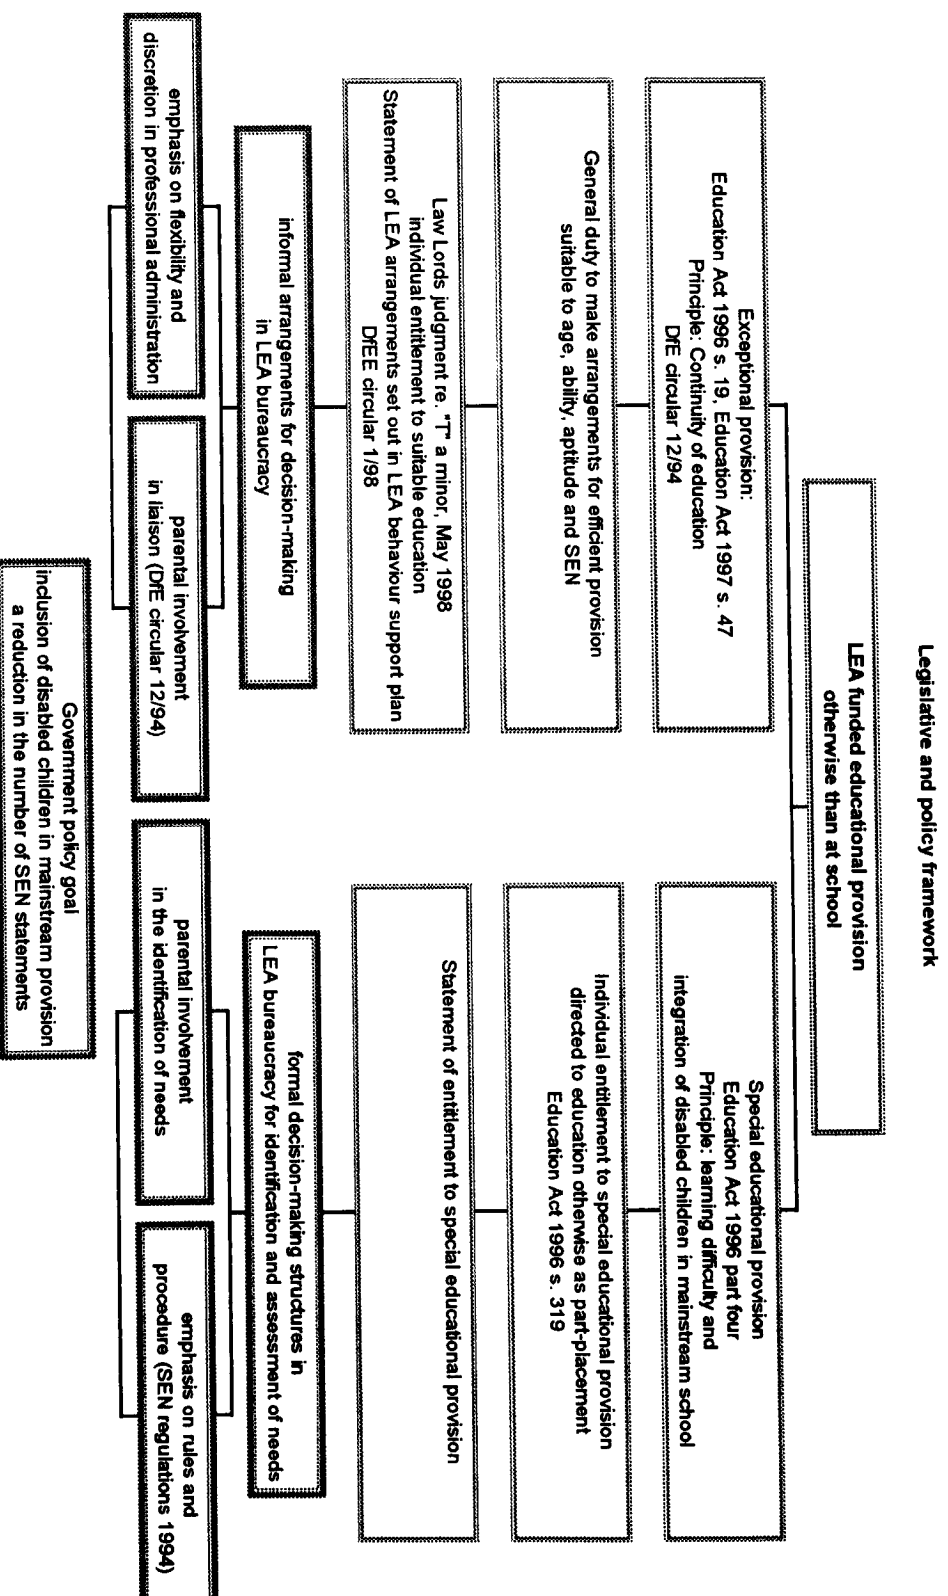 Legislative and policy framework
LEA funded educational provision
otherwise than at school
Exceptional provision:
Education Act 1996 s. 19, Education Act 1997 s. 47
Principle: Continuity of education
DfE circular 12/94
General duty to make arrangements for efficient provision
suitable to age, ability, aptitude and SEN
Law Lords judgment re. "T" a minor, May 1998
individual entitlement to suitable education
Statement of LEA arrangements set out in LEA behaviour support plan
DfEE circular 1/98
informal arrangements for decision-making
in LEA bureaucracy
emphasis on flexibility and
discretion in professional administration
parental involvement
in liaison (DfE circular 12/94)
Special educational provision
Education Act 1996 part four
Principle: learning difficulty and
integration of disabled children in mainstream school
Individual entitlement to special educational provision
directed to education otherwise as part-placement
Education Act 1996 s. 319
Statement of entitlement to special educational provision
formal decision-making structures in
LEA bureaucracy for identification and assessment of needs
parental involvement
in the identification of needs
emphasis on rules and
procedure (SEN regulations 1994)
Government policy goal
inclusion of disabled children in mainstream provision
a reduction in the number of SEN statements